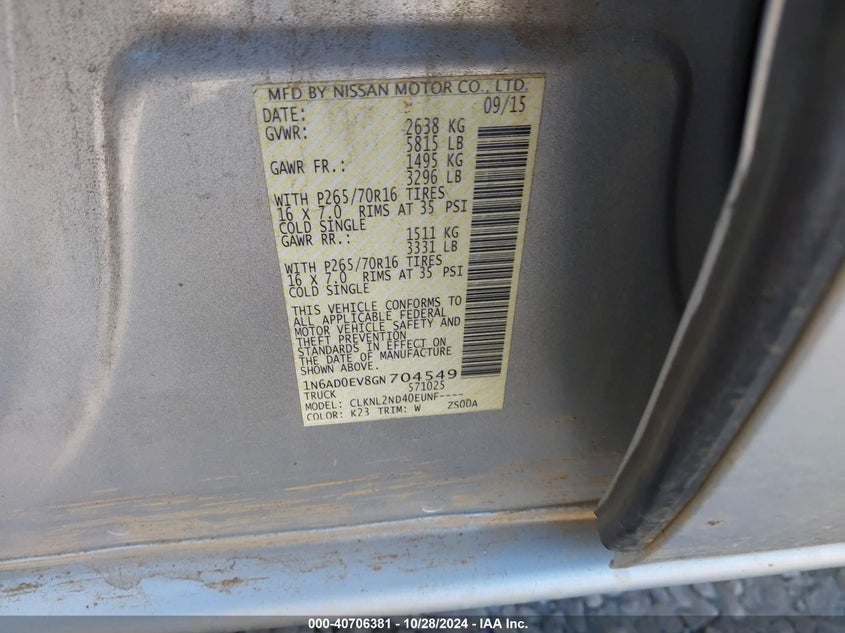 MFD BY NISSAN MOTOR CO., LTD.
DATE: 09/15
GVWR: 2638 KG
5815 LB
GAWR FR.: 1495 KG
3296 LB
WITH P265/70R16 TIRES
16 X 7.0 RIMS AT 35 PSI
COLD SINGLE
GAWR RR.: 1511 KG
3331 LB
WITH P265/70R16 TIRES
16 X 7.0 RIMS AT 35 PSI
COLD SINGLE
THIS VEHICLE CONFORMS TO
ALL APPLICABLE FEDERAL
MOTOR VEHICLE SAFETY AND
THEFT PREVENTION
STANDARDS IN EFFECT ON
THE DATE OF MANUFACTURE
SHOWN ABOVE.
1N6AD0EV8GN704549
TRUCK 571025
MODEL: CLKNL2ND40EUNF----
COLOR: K23 TRIM: W ZS00A
000-40706381 - 10/28/2024 - IAA Inc.